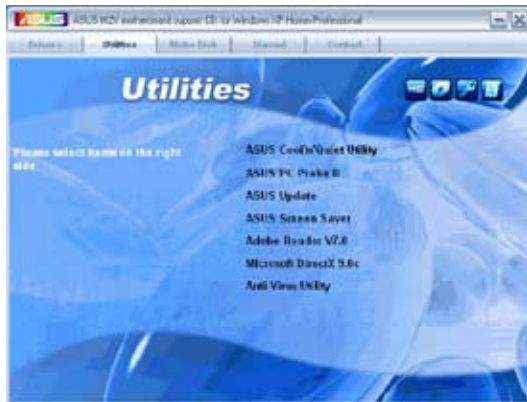 ASUS ASUS M2V motherboard support CD for Windows XP Home/Professional
Drivers Utilities Make Disk Manual Contact
Utilities
Please select items on the right
side.
ASUS Cool'n'Quiet Utility
ASUS PC Probe II
ASUS Update
ASUS Screen Saver
Adobe Reader V7.0
Microsoft DirectX 9.0c
Anti-Virus Utility